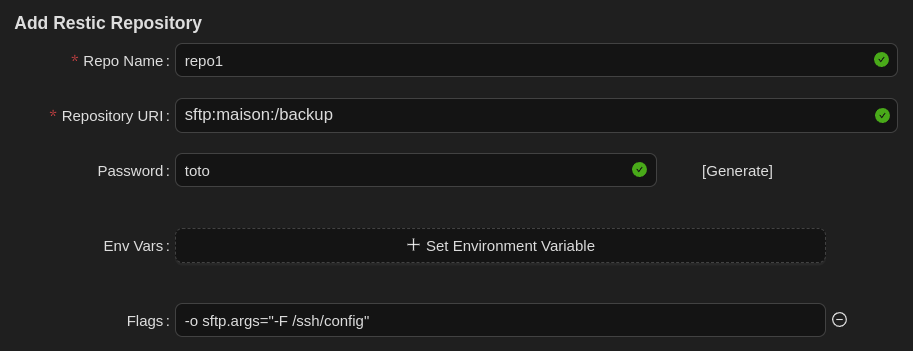 Add Restic Repository
* Repo Name : repo1
* Repository URI : sftp:maison:/backup
Password : toto [Generate]
Env Vars : + Set Environment Variable
Flags : -o sftp.args="-F /ssh/config"